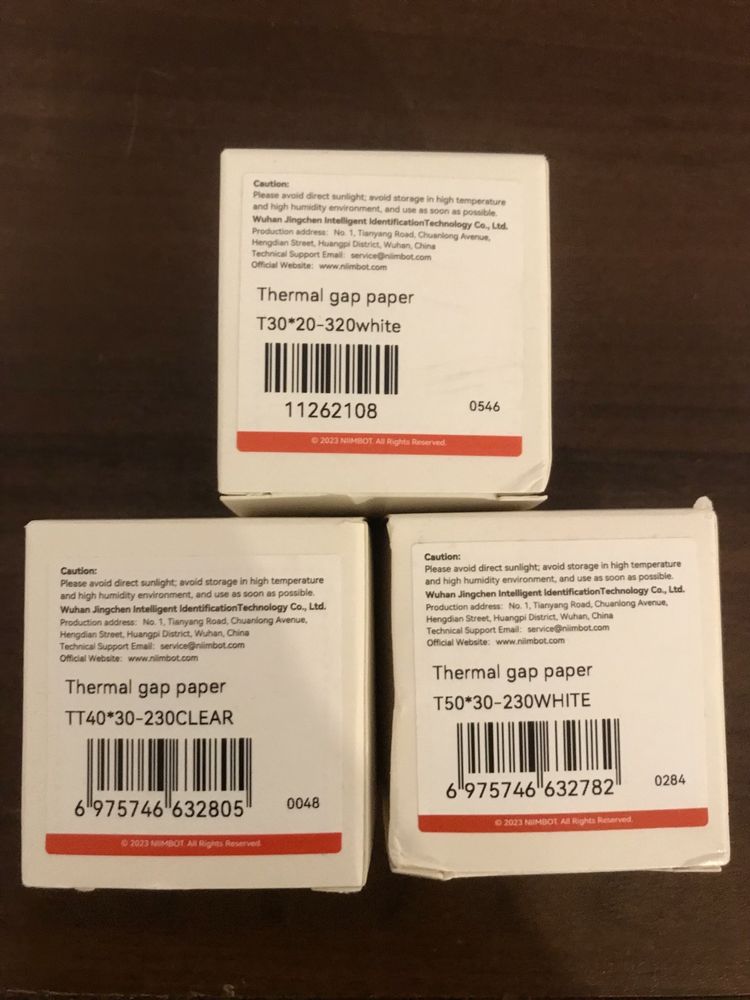 Caution:
Please avoid direct sunlight; avoid storage in high temperature
and high humidity environment, and use as soon as possible.
Wuhan Jingchen Intelligent IdentificationTechnology Co., Ltd.
Production address: No. 1, Tianyang Road, Chuanlong Avenue,
Hengdian Street, Huangpi District, Wuhan, China
Technical Support Email: service@niimbot.com
Official Website: www.niimbot.com
Thermal gap paper
T30*20-320white
11262108
0546
© 2023 NIIMBOT. All Rights Reserved.
Caution:
Please avoid direct sunlight; avoid storage in high temperature
and high humidity environment, and use as soon as possible.
Wuhan Jingchen Intelligent IdentificationTechnology Co., Ltd.
Production address: No. 1, Tianyang Road, Chuanlong Avenue,
Hengdian Street, Huangpi District, Wuhan, China
Technical Support Email: service@niimbot.com
Official Website: www.niimbot.com
Thermal gap paper
TT40*30-230CLEAR
6 975746 632805
0048
© 2023 NIIMBOT. All Rights Reserved.
Caution:
Please avoid direct sunlight; avoid storage in high temperature
and high humidity environment, and use as soon as possible.
Wuhan Jingchen Intelligent IdentificationTechnology Co., Ltd.
Production address: No. 1, Tianyang Road, Chuanlong Avenue,
Hengdian Street, Huangpi District, Wuhan, China
Technical Support Email: service@niimbot.com
Official Website: www.niimbot.com
Thermal gap paper
T50*30-230WHITE
6 975746 632782
0284
© 2023 NIIMBOT. All Rights Reserved.